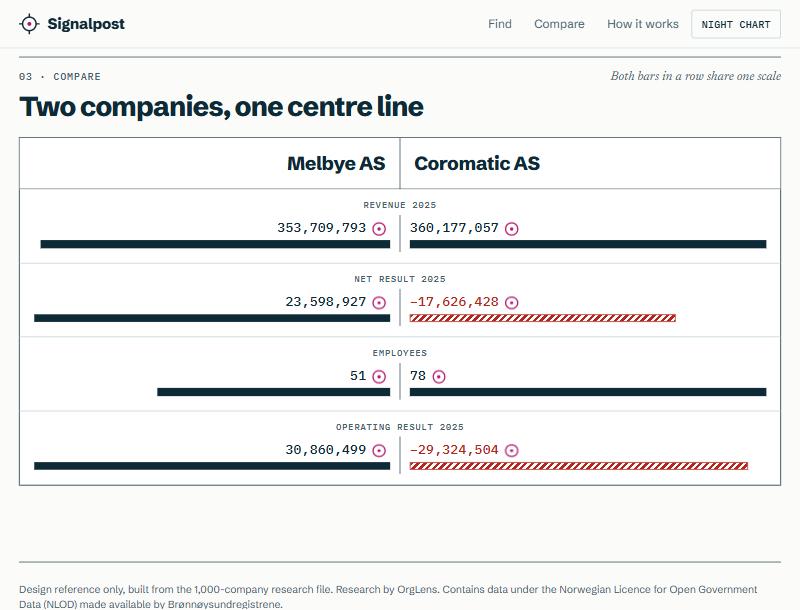 Signalpost
Find Compare How it works NIGHT CHART
03 · COMPARE
Both bars in a row share one scale
Two companies, one centre line
Melbye AS Coromatic AS
REVENUE 2025
353,709,793 360,177,057
NET RESULT 2025
23,598,927 −17,626,428
EMPLOYEES
51 78
OPERATING RESULT 2025
30,860,499 −29,324,504
Design reference only, built from the 1,000-company research file. Research by OrgLens. Contains data under the Norwegian Licence for Open Government
Data (NLOD) made available by Brønnøysundregistrene.